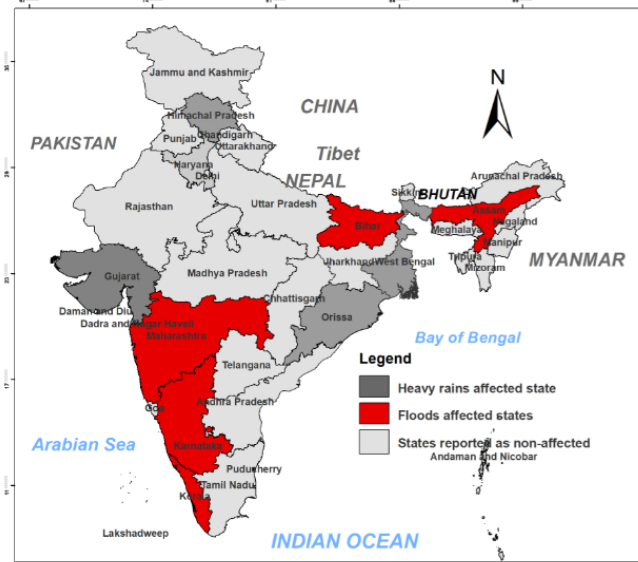 Jammu and Kashmir
N
CHINA
Himachal Pradesh
Chandigarh
PAKISTAN
Punjab
Uttarakhand
Tibet
Haryana
Delhi
NEPAL
Arunachal Pradesh
Sikkim
BHUTAN
Rajasthan
Uttar Pradesh
Assam
Bihar
Nagaland
Meghalaya
Manipur
Tripura
Mizoram
MYANMAR
Gujarat
Madhya Pradesh
Jharkhand
West Bengal
Chhattisgarh
Daman and Diu
Dadra and Nagar Haveli
Maharashtra
Orissa
Bay of Bengal
Telangana
Legend
Heavy rains affected state
Goa
Andhra Pradesh
Floods affected states
Arabian Sea
Karnataka
States reported as non-affected
Andaman and Nicobar
Puducherry
Kerala
Tamil Nadu
Lakshadweep
INDIAN OCEAN